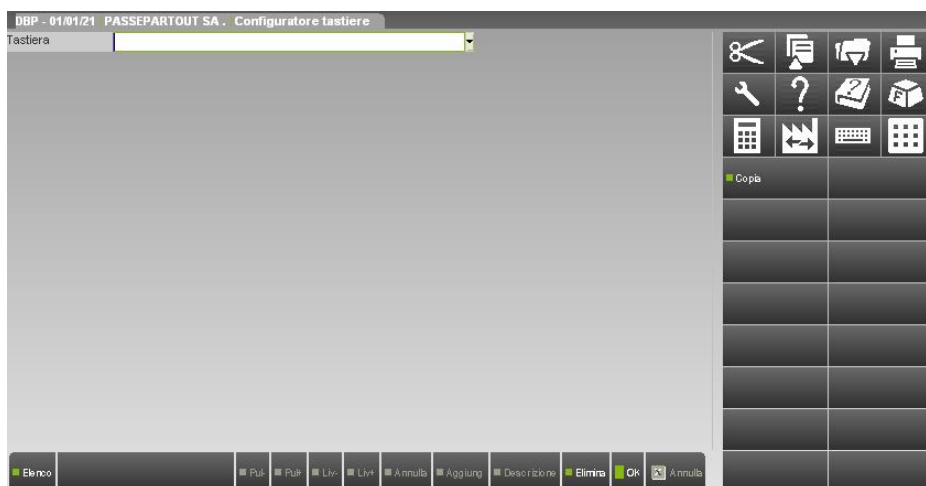 DBP - 01/01/21 PASSEPARTOUT SA . Configuratore tastiere
Tastiera
Copia
Elenco Pul- Pul+ Liv- Liv+ Annulla Aggiung Descrizione Elimina Ok Annulla